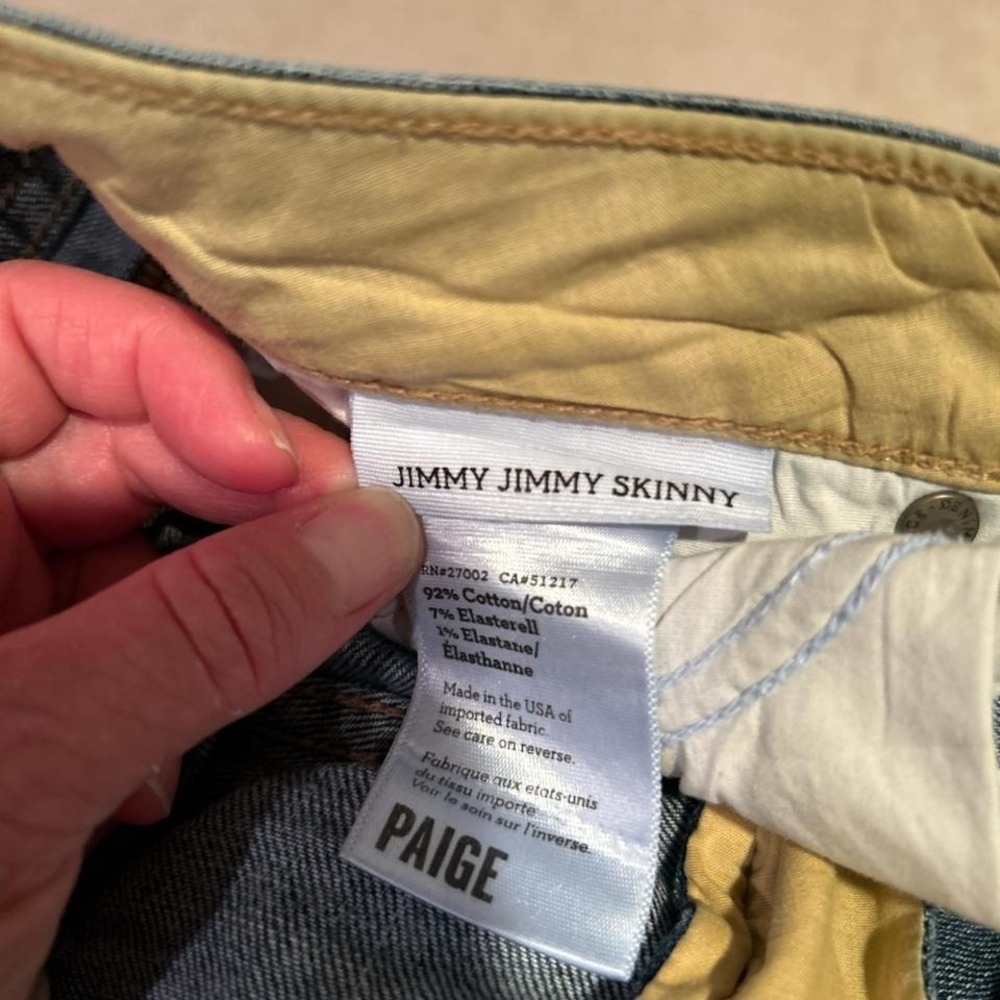 JIMMY JIMMY SKINNY
RN#27002 CA#51217
92% Cotton/Coton
7% Elasterell
1% Elastane/
Élasthanne
Made in the USA of
imported fabric.
See care on reverse.
Fabrique aux etats-unis
du tissu importe
Voir le soin sur l'inverse.
PAIGE